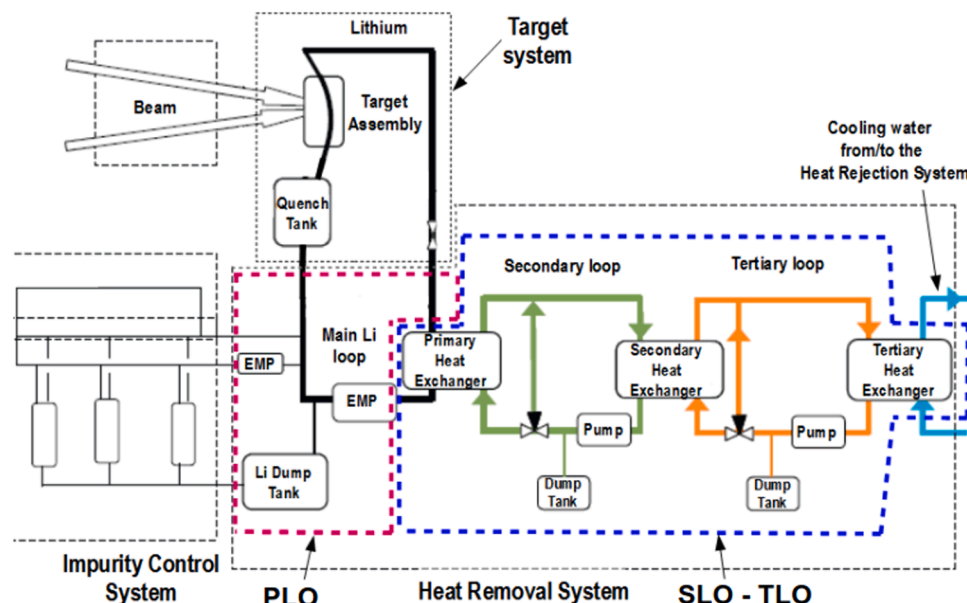 Lithium
Target
system
Beam
Target
Assembly
Cooling water
from/to the
Heat Rejection
System
Quench
Tank
Secondary loop
Tertiary loop
Main Li
loop
EMP
EMP
Primary
Heat
Exchanger
Secondary
Heat
Exchanger
Tertiary
Heat
Exchanger
Pump
Pump
Li Dump
Tank
Dump
Tank
Dump
Tank
Impurity Control
System
PLO
Heat Removal System
SLO - TLO